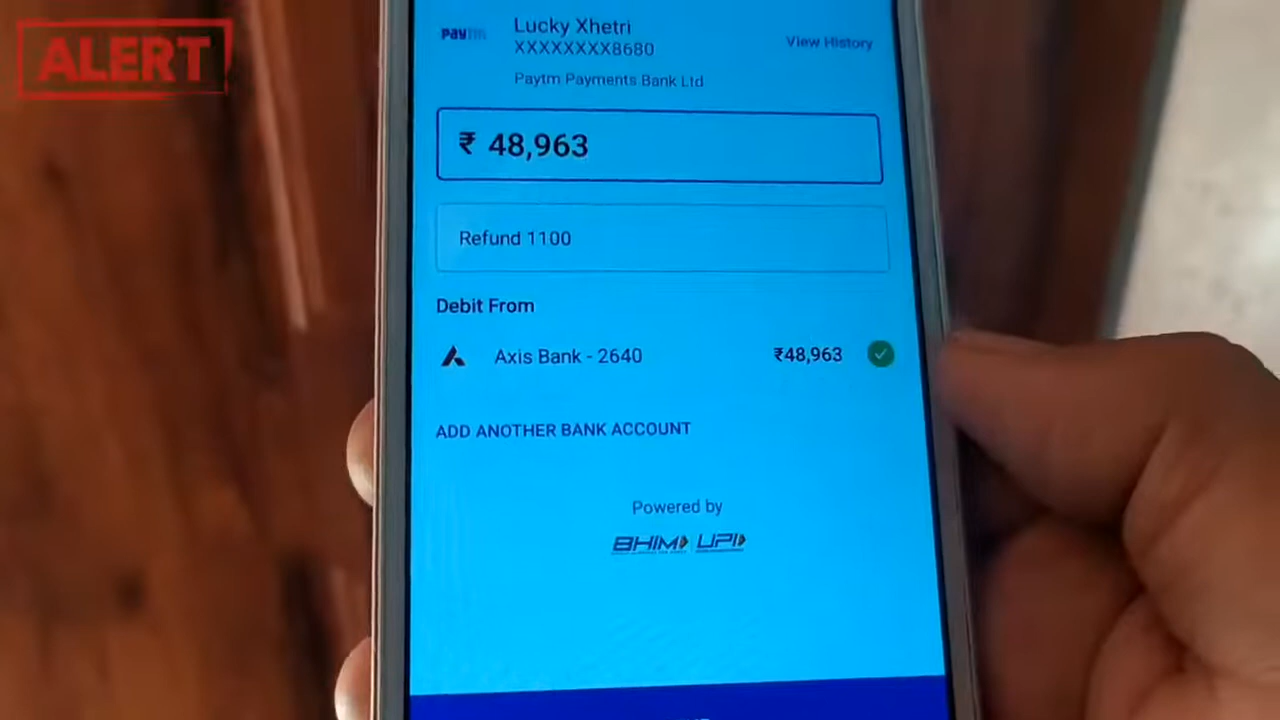 ALERT
Paytm
Lucky Xhetri
XXXXXXXX8680
View History
Paytm Payments Bank Ltd
₹ 48,963
Refund 1100
Debit From
Axis Bank - 2640
₹48,963
ADD ANOTHER BANK ACCOUNT
Powered by
BHIM UPI